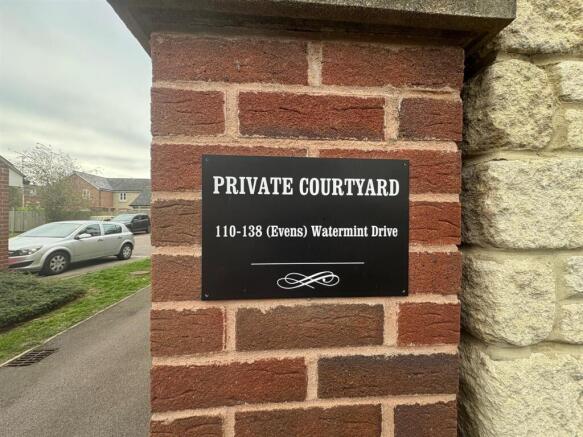 PRIVATE COURTYARD
110-138 (Evens) Watermint Drive